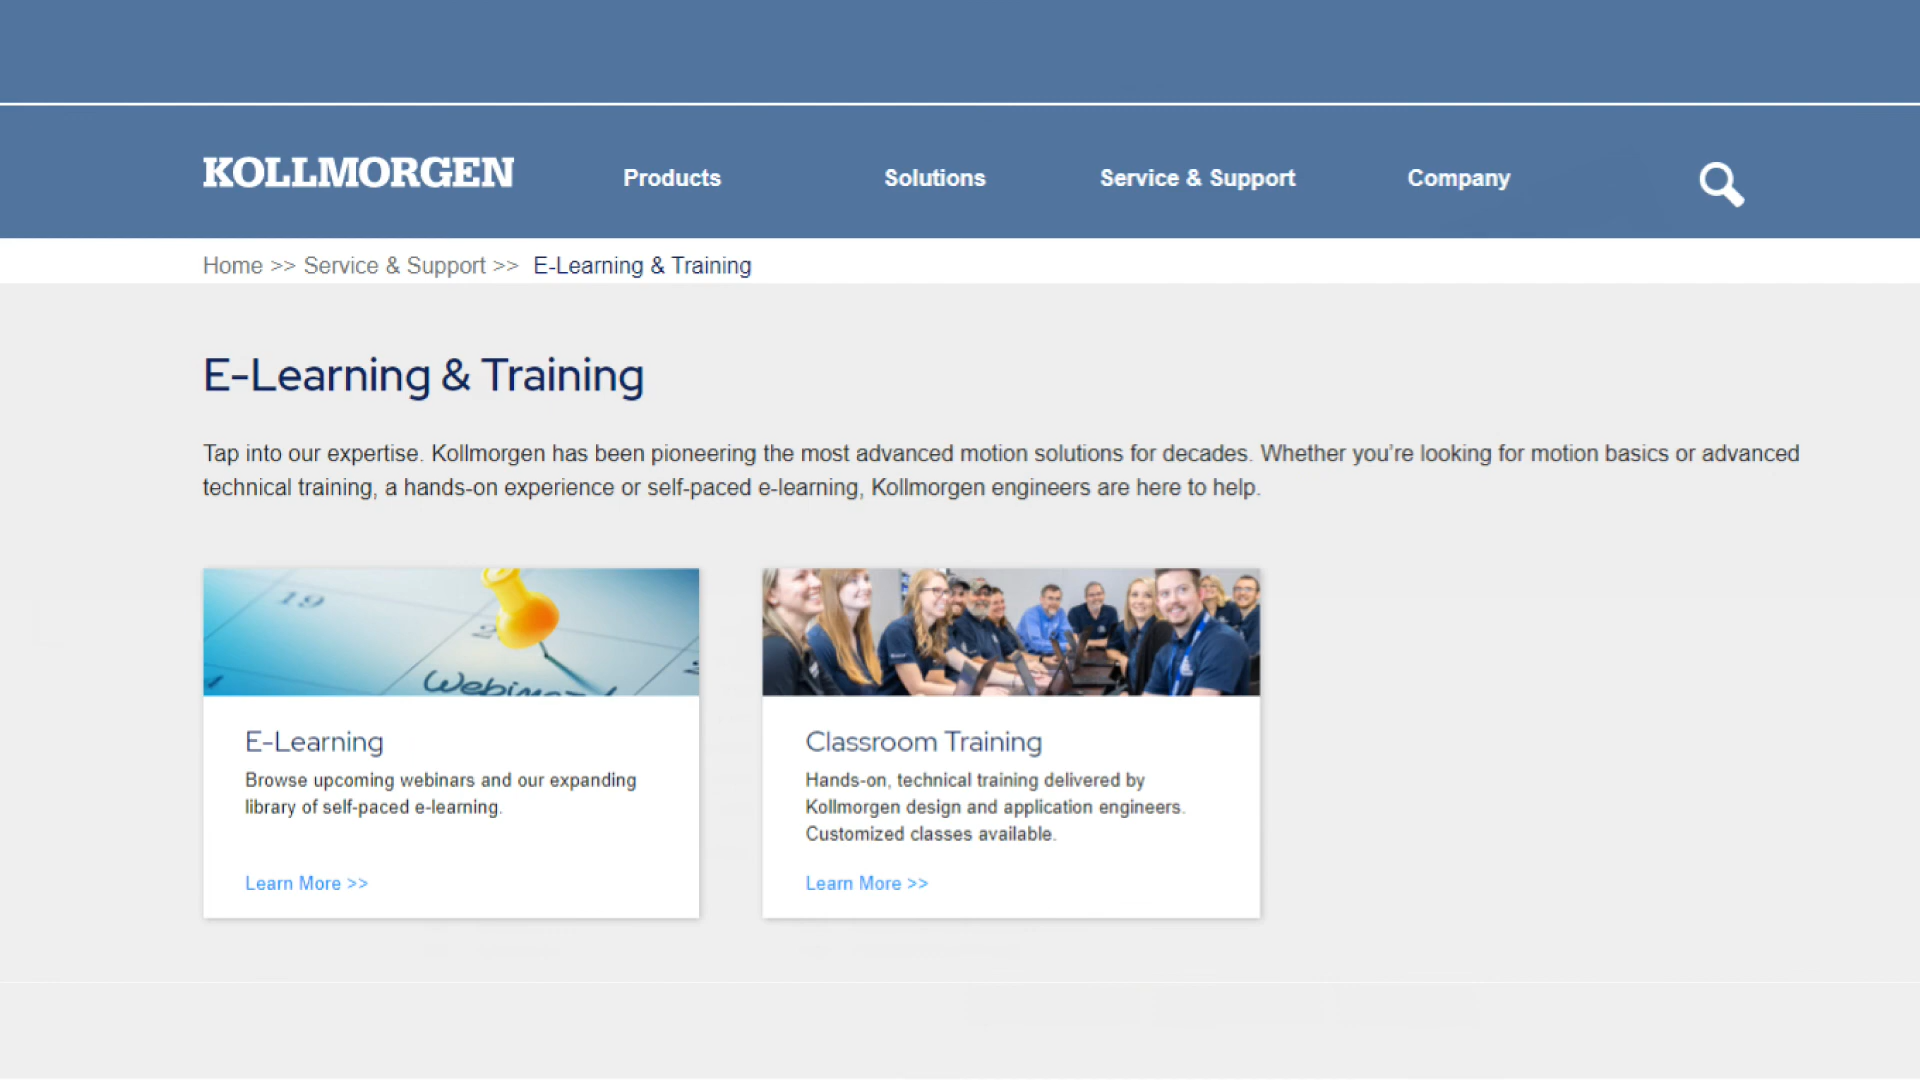 KOLLMORGEN Products Solutions Service & Support Company
Home >> Service & Support >> E-Learning & Training
E-Learning & Training
Tap into our expertise. Kollmorgen has been pioneering the most advanced motion solutions for decades. Whether you’re looking for motion basics or advanced
technical training, a hands-on experience or self-paced e-learning, Kollmorgen engineers are here to help.
19
E-Learning
Browse upcoming webinars and our expanding
library of self-paced e-learning.
Learn More >>
Classroom Training
Hands-on, technical training delivered by
Kollmorgen design and application engineers.
Customized classes available.
Learn More >>